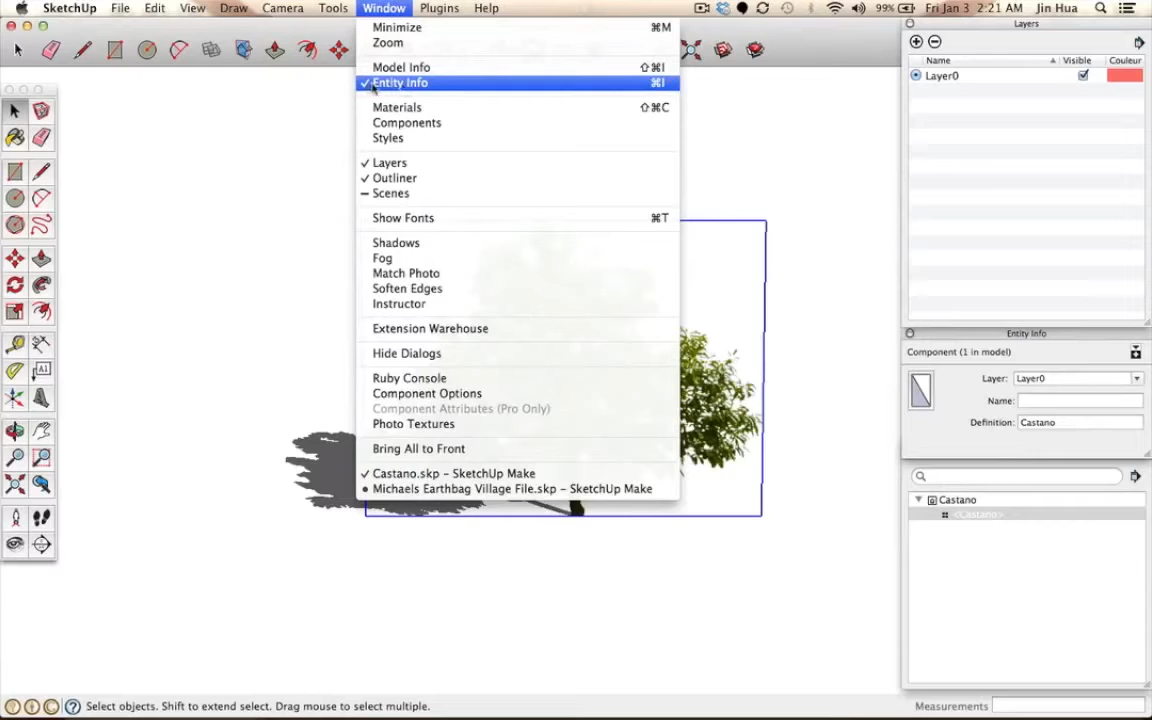 SketchUp File Edit View Draw Camera Tools Window Plugins Help 99% Fri Jan 3 2:21 AM Jin Hua
Minimize ⌘M
Zoom
Model Info ⇧⌘I
✓ Entity Info ⌘I
Materials ⇧⌘C
Components
Styles
✓ Layers
✓ Outliner
− Scenes
Show Fonts ⌘T
Shadows
Fog
Match Photo
Soften Edges
Instructor
Extension Warehouse
Hide Dialogs
Ruby Console
Component Options
Component Attributes (Pro Only)
Photo Textures
Bring All to Front
✓ Castano.skp – SketchUp Make
• Michaels Earthbag Village File.skp – SketchUp Make
A1
Layers
Name Visible Couleur
Layer0
Entity Info
Component (1 in model)
Layer: Layer0
Name:
Definition: Castano
Castano
<Castano>
Select objects. Shift to extend select. Drag mouse to select multiple.
Measurements